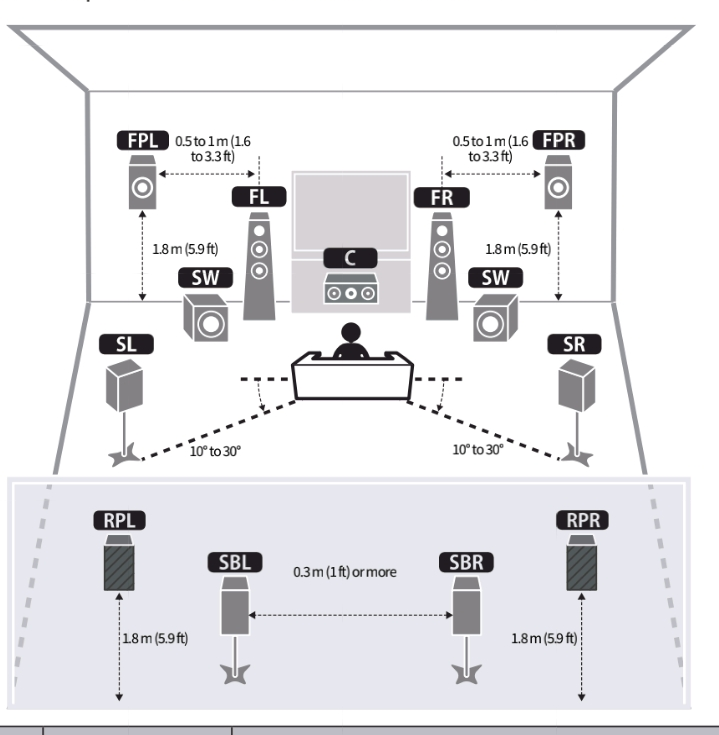 FPL
0.5 to 1 m (1.6
to 3.3 ft)
0.5 to 1 m (1.6
to 3.3 ft)
FPR
FL
FR
1.8 m (5.9 ft)
1.8 m (5.9 ft)
C
SW
SW
SL
SR
10° to 30°
10° to 30°
RPL
RPR
SBL
0.3 m (1 ft) or more
SBR
1.8 m (5.9 ft)
1.8 m (5.9 ft)